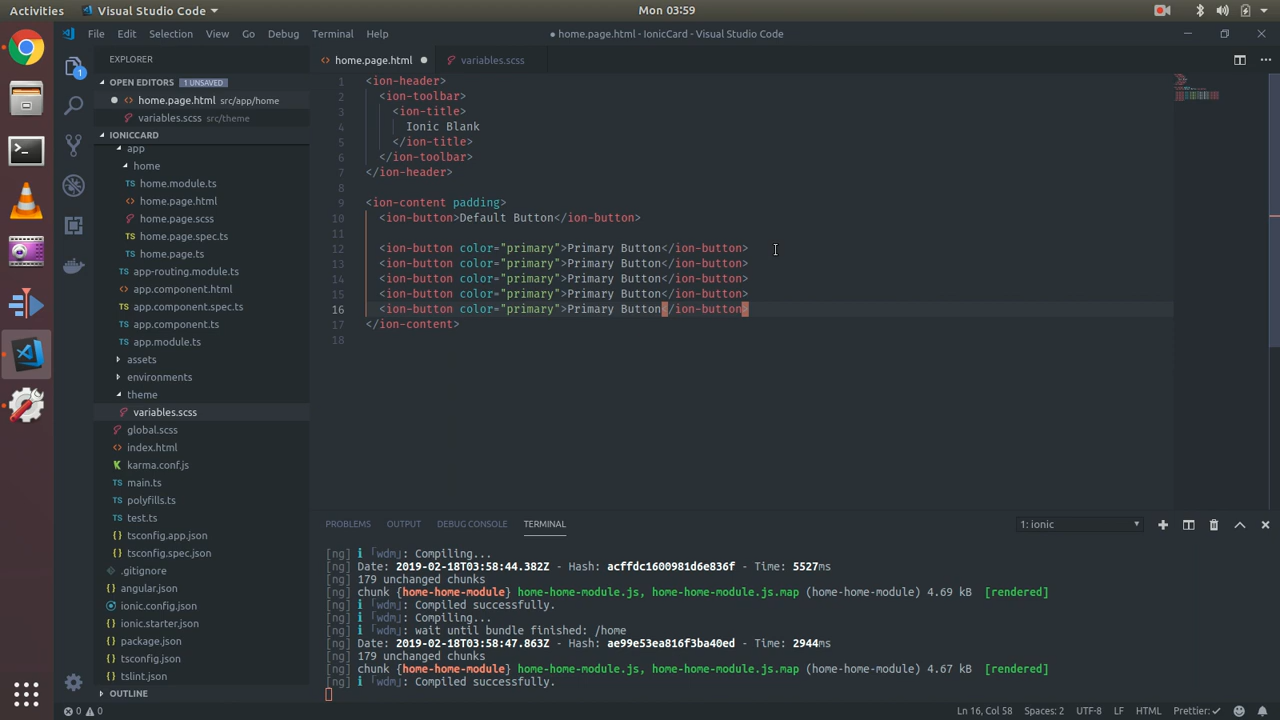 Activities
Visual Studio Code
Mon 03:59
File Edit Selection View Go Debug Terminal Help
● home.page.html - IonicCard - Visual Studio Code
EXPLORER
OPEN EDITORS 1 UNSAVED
home.page.html src/app/home
variables.scss src/theme
IONICCARD
app
home
TS home.module.ts
home.page.html
home.page.scss
TS home.page.spec.ts
TS home.page.ts
TS app-routing.module.ts
app.component.html
TS app.component.spec.ts
TS app.component.ts
TS app.module.ts
assets
environments
theme
variables.scss
global.scss
index.html
karma.conf.js
TS main.ts
TS polyfills.ts
TS test.ts
{} tsconfig.app.json
{} tsconfig.spec.json
.gitignore
{} angular.json
ionic.config.json
{} ionic.starter.json
{} package.json
{} tsconfig.json
{} tslint.json
OUTLINE
1
home.page.html
variables.scss
1 <ion-header>
2 <ion-toolbar>
3 <ion-title>
4 Ionic Blank
5 </ion-title>
6 </ion-toolbar>
7 </ion-header>
8
9 <ion-content padding>
10 <ion-button>Default Button</ion-button>
11
12 <ion-button color="primary">Primary Button</ion-button>
13 <ion-button color="primary">Primary Button</ion-button>
14 <ion-button color="primary">Primary Button</ion-button>
15 <ion-button color="primary">Primary Button</ion-button>
16 <ion-button color="primary">Primary Button</ion-button>
17 </ion-content>
18
PROBLEMS OUTPUT DEBUG CONSOLE TERMINAL
1: ionic
[ng] ℹ ｢wdm｣: Compiling...
[ng] Date: 2019-02-18T03:58:44.382Z - Hash: acffdc1600981d6e836f - Time: 5527ms
[ng] 179 unchanged chunks
[ng] chunk {home-home-module} home-home-module.js, home-home-module.js.map (home-home-module) 4.69 kB [rendered]
[ng] ℹ ｢wdm｣: Compiled successfully.
[ng] ℹ ｢wdm｣: Compiling...
[ng] ℹ ｢wdm｣: wait until bundle finished: /home
[ng] Date: 2019-02-18T03:58:47.863Z - Hash: ae99e53ea816f3ba40ed - Time: 2944ms
[ng] 179 unchanged chunks
[ng] chunk {home-home-module} home-home-module.js, home-home-module.js.map (home-home-module) 4.67 kB [rendered]
[ng] ℹ ｢wdm｣: Compiled successfully.
0 0
Ln 16, Col 58 Spaces: 2 UTF-8 LF HTML Prettier: ✓